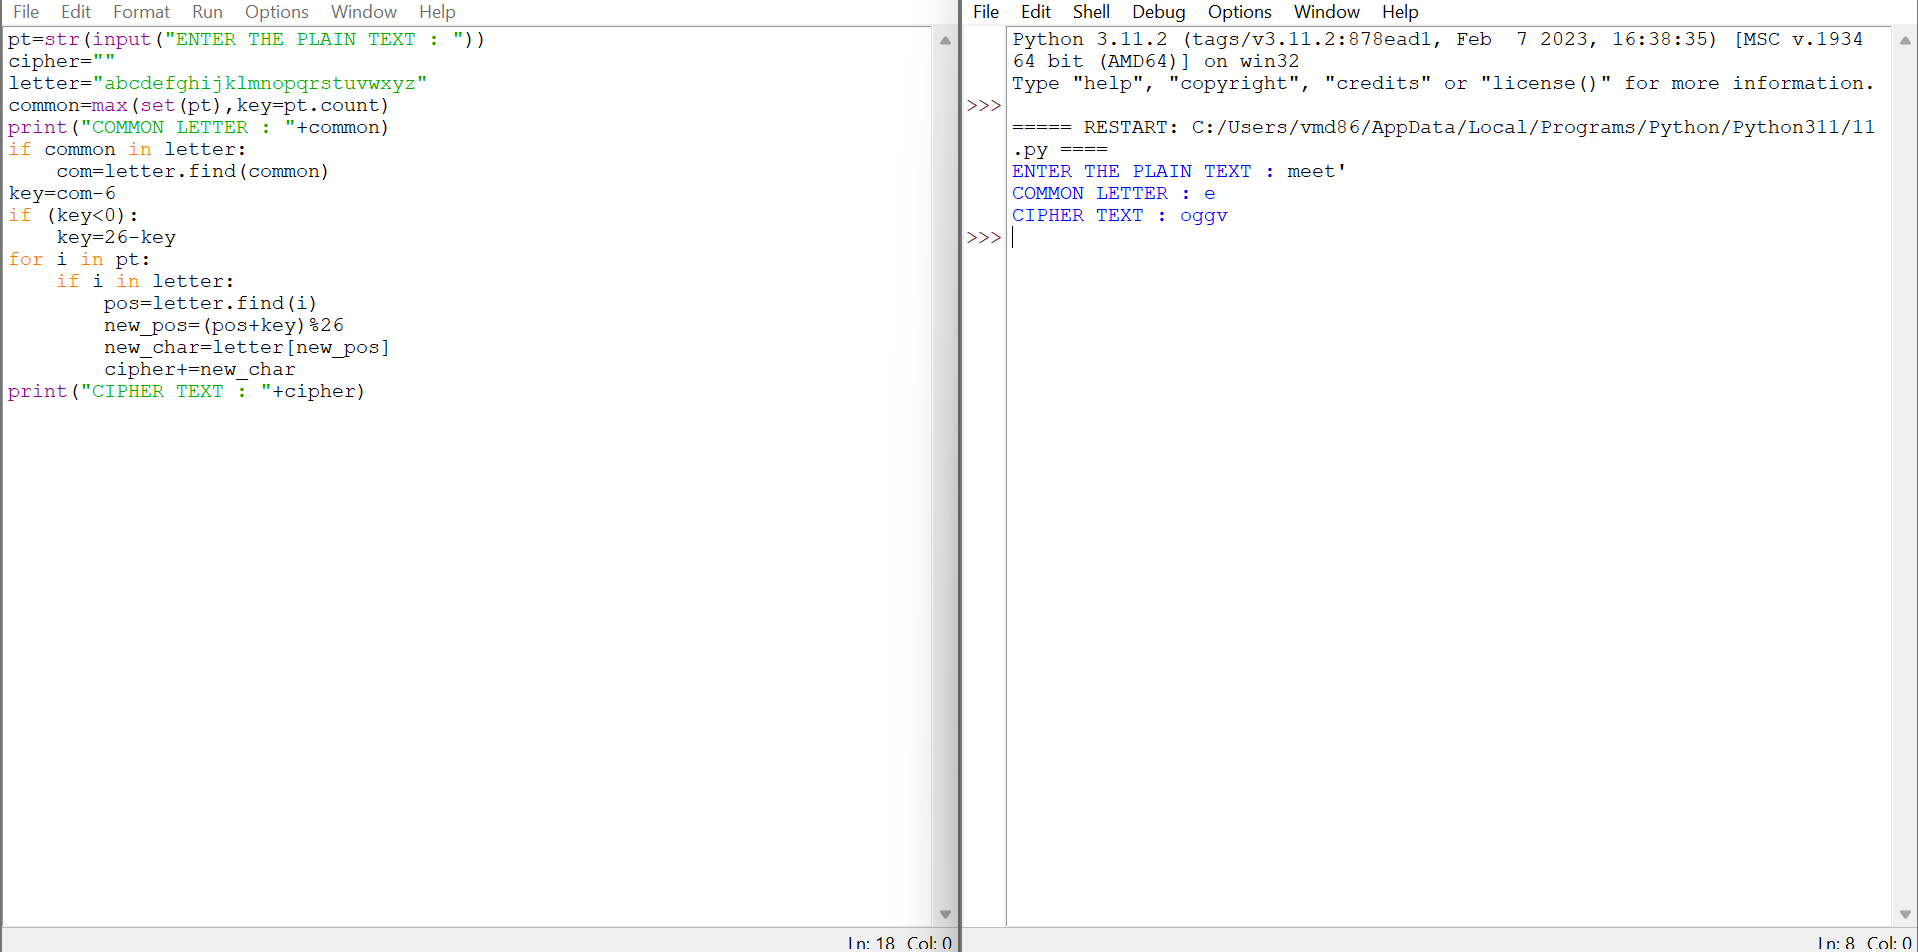 File Edit Format Run Options Window Help
pt=str(input("ENTER THE PLAIN TEXT : "))
cipher=""
letter="abcdefghijklmnopqrstuvwxyz"
common=max(set(pt),key=pt.count)
print("COMMON LETTER : "+common)
if common in letter:
    com=letter.find(common)
key=com-6
if (key<0):
    key=26-key
for i in pt:
    if i in letter:
        pos=letter.find(i)
        new_pos=(pos+key)%26
        new_char=letter[new_pos]
        cipher+=new_char
print("CIPHER TEXT : "+cipher)
Ln: 18 Col: 0
File Edit Shell Debug Options Window Help
Python 3.11.2 (tags/v3.11.2:878ead1, Feb  7 2023, 16:38:35) [MSC v.1934
64 bit (AMD64)] on win32
Type "help", "copyright", "credits" or "license()" for more information.
>>>
===== RESTART: C:/Users/vmd86/AppData/Local/Programs/Python/Python311/11
.py ====
ENTER THE PLAIN TEXT : meet'
COMMON LETTER : e
CIPHER TEXT : oggv
>>>
Ln: 8 Col: 0